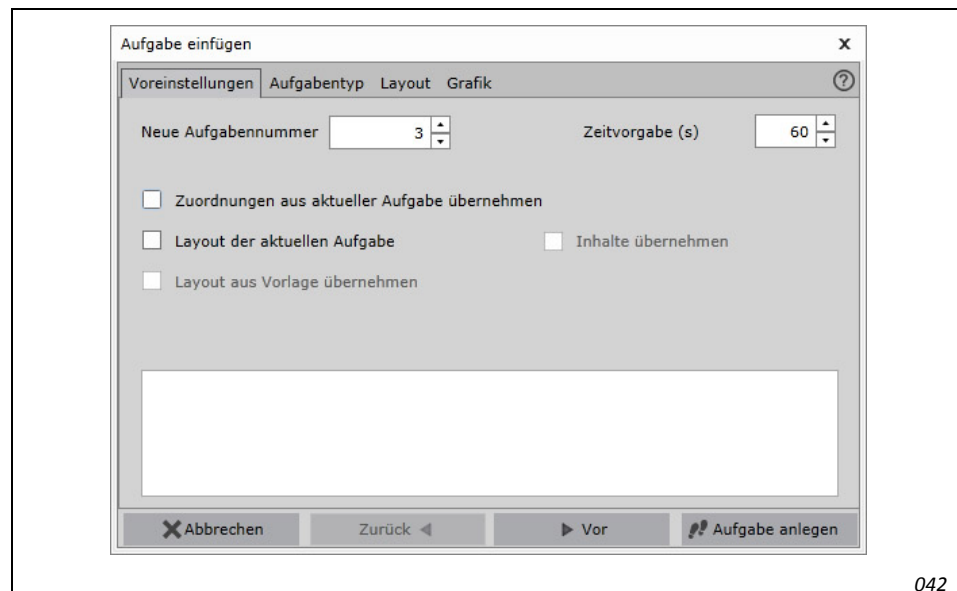 Aufgabe einfügen x
Voreinstellungen Aufgabentyp Layout Grafik ?
Neue Aufgabennummer 3 Zeitvorgabe (s) 60
Zuordnungen aus aktueller Aufgabe übernehmen
Layout der aktuellen Aufgabe Inhalte übernehmen
Layout aus Vorlage übernehmen
Abbrechen Zurück Vor Aufgabe anlegen
042